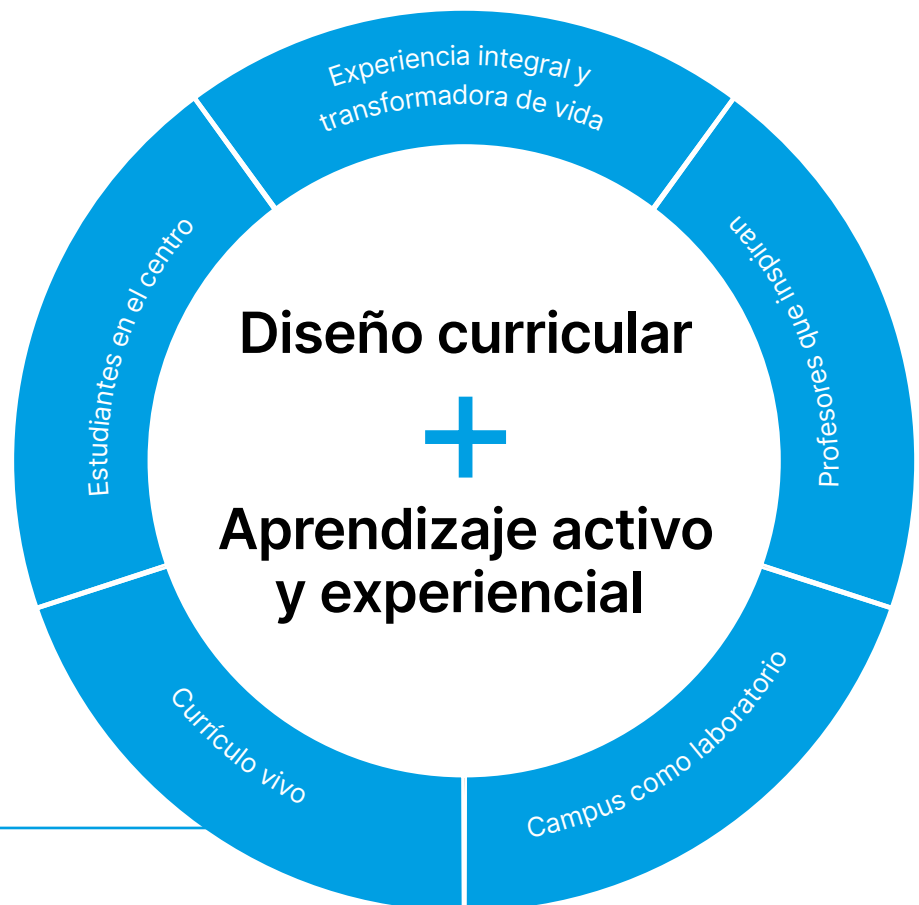 Experiencia integral y
transformadora de vida
Estudiantes en el centro
Profesores que inspiran
Diseño curricular
+
Aprendizaje activo
y experiencial
Currículo vivo
Campus como laboratorio